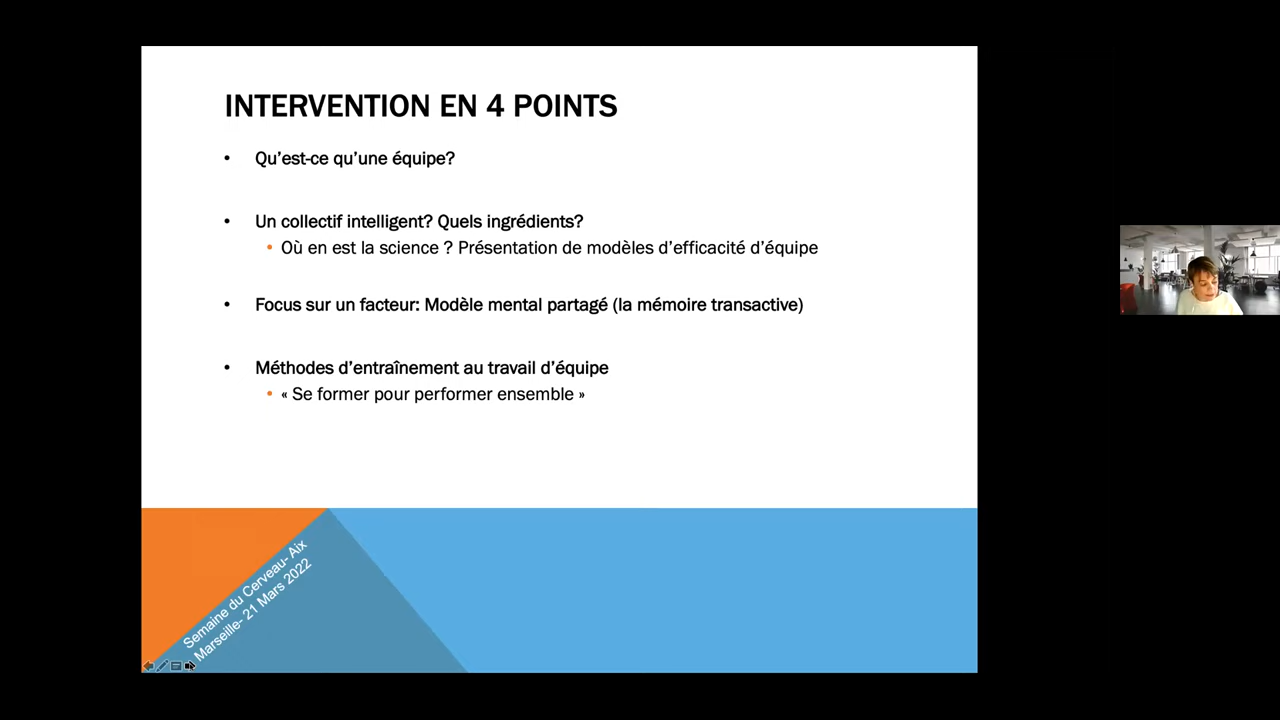 INTERVENTION EN 4 POINTS
• Qu’est-ce qu’une équipe?
• Un collectif intelligent? Quels ingrédients?
• Où en est la science ? Présentation de modèles d’efficacité d’équipe
• Focus sur un facteur: Modèle mental partagé (la mémoire transactive)
• Méthodes d’entraînement au travail d’équipe
• « Se former pour performer ensemble »
Semaine du Cerveau- Aix
Marseille- 21 Mars 2022